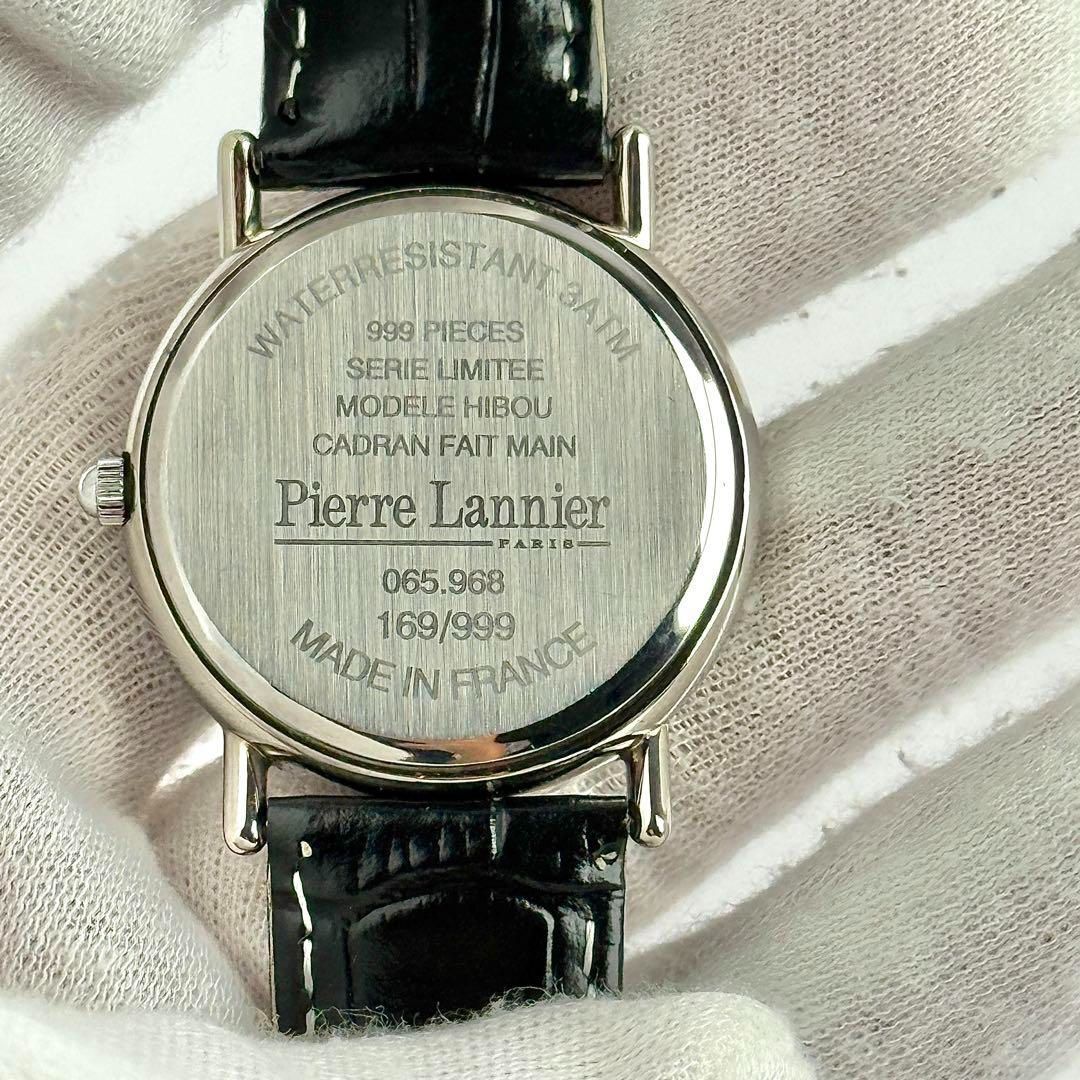 WATERRESISTANT 3ATM
999 PIECES
SERIE LIMITEE
MODELE HIBOU
CADRAN FAIT MAIN
Pierre Lannier
PARIS
065.968
169/999
MADE IN FRANCE